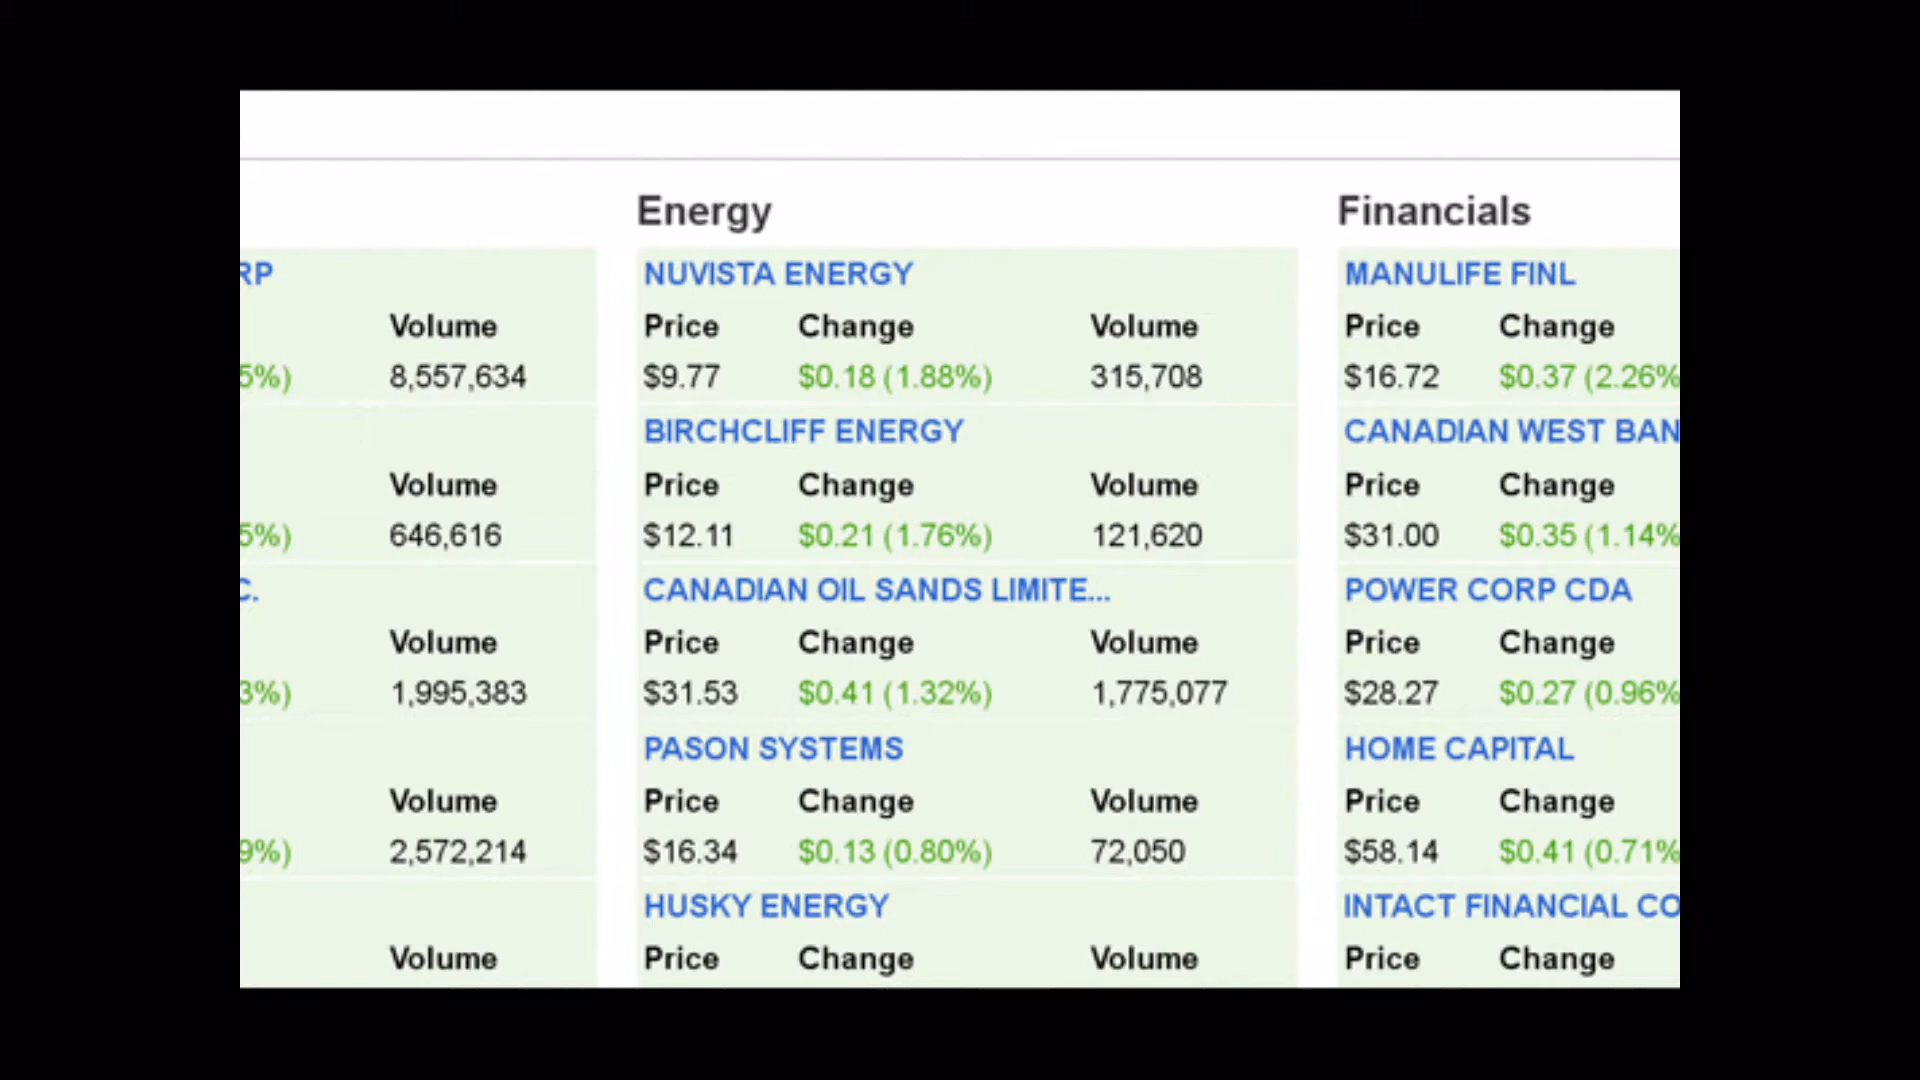 Energy Financials
RP NUVISTA ENERGY MANULIFE FINL
Volume Price Change Volume Price Change
5%) 8,557,634 $9.77 $0.18 (1.88%) 315,708 $16.72 $0.37 (2.26%
BIRCHCLIFF ENERGY CANADIAN WEST BAN
Volume Price Change Volume Price Change
5%) 646,616 $12.11 $0.21 (1.76%) 121,620 $31.00 $0.35 (1.14%
C. CANADIAN OIL SANDS LIMITE... POWER CORP CDA
Volume Price Change Volume Price Change
3%) 1,995,383 $31.53 $0.41 (1.32%) 1,775,077 $28.27 $0.27 (0.96%
PASON SYSTEMS HOME CAPITAL
Volume Price Change Volume Price Change
9%) 2,572,214 $16.34 $0.13 (0.80%) 72,050 $58.14 $0.41 (0.71%
HUSKY ENERGY INTACT FINANCIAL CO
Volume Price Change Volume Price Change